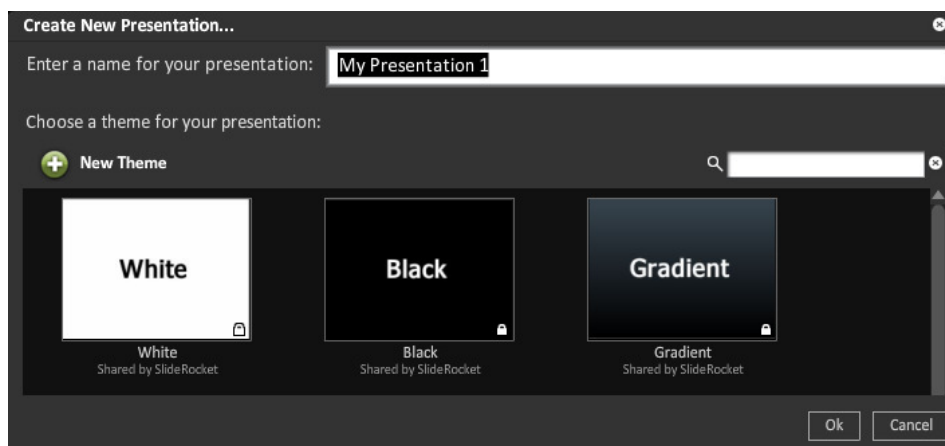 Create New Presentation...
Enter a name for your presentation: My Presentation 1
Choose a theme for your presentation:
New Theme
White Black Gradient
White Black Gradient
Shared by SlideRocket Shared by SlideRocket Shared by SlideRocket
Ok Cancel